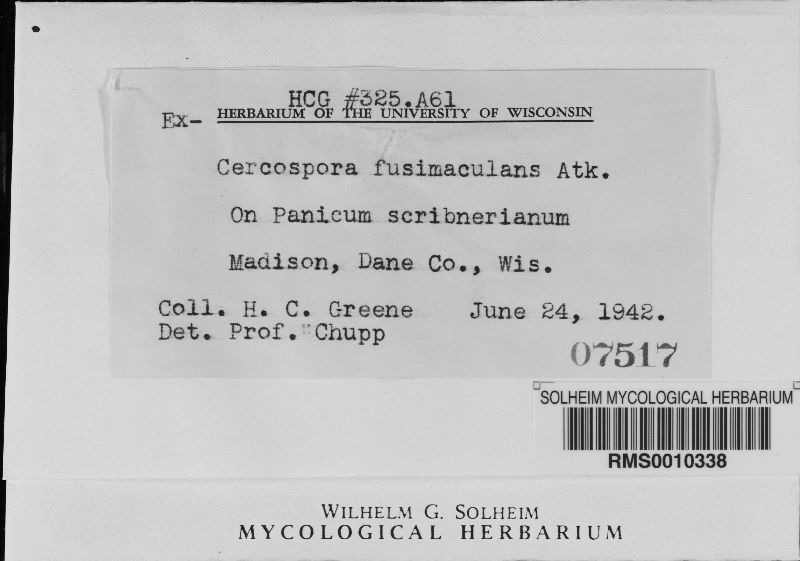 HCG #325.A61
Ex- HERBARIUM OF THE UNIVERSITY OF WISCONSIN
Cercospora fusimaculans Atk.
On Panicum scribnerianum
Madison, Dane Co., Wis.
Coll. H. C. Greene June 24, 1942.
Det. Prof. Chupp
07517
SOLHEIM MYCOLOGICAL HERBARIUM
RMS0010338
WILHELM G. SOLHEIM
MYCOLOGICAL HERBARIUM